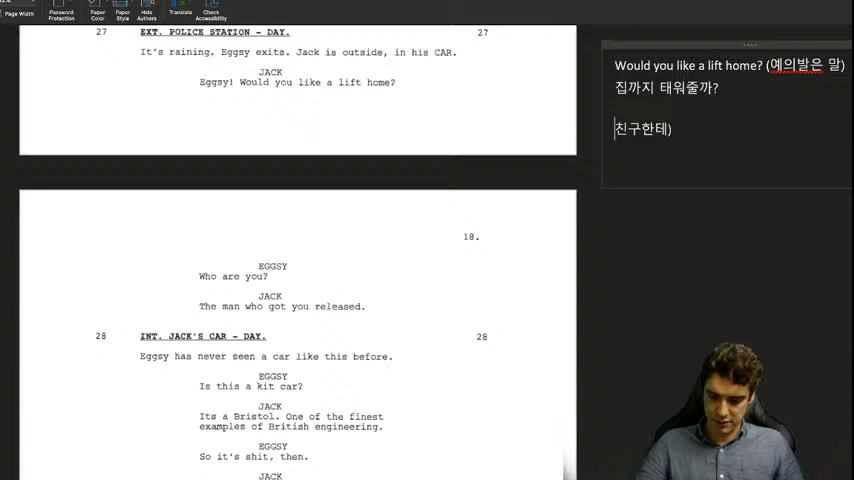 Page Width
Password
Protection
Paper
Color
Paper
Style
Hide
Authors
Translate
Check
Accessibility
27 EXT. POLICE STATION – DAY. 27
It's raining. Eggsy exits. Jack is outside, in his CAR.
JACK
Eggsy! Would you like a lift home?
18.
EGGSY
Who are you?
JACK
The man who got you released.
28 INT. JACK'S CAR – DAY. 28
Eggsy has never seen a car like this before.
EGGSY
Is this a kit car?
JACK
Its a Bristol. One of the finest
examples of British engineering.
EGGSY
So it's shit, then.
JACK
Would you like a lift home? (예의발은 말)
집까지 태워줄까?
친구한테)